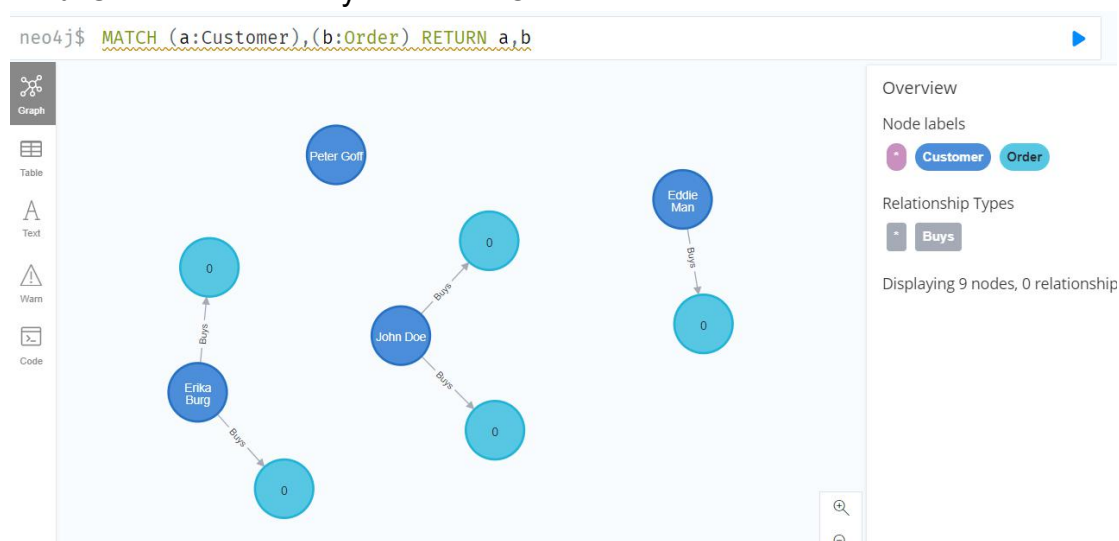 neo4j$ MATCH (a:Customer),(b:Order) RETURN a,b
Graph
Table
A
Text
Warn
Code
Peter Goff
Eddie
Man
Buys
0
0
Buys
John Doe
Buys
0
0
Buys
Erika
Burg
Buys
0
Overview
Node labels
* Customer Order
Relationship Types
* Buys
Displaying 9 nodes, 0 relationship